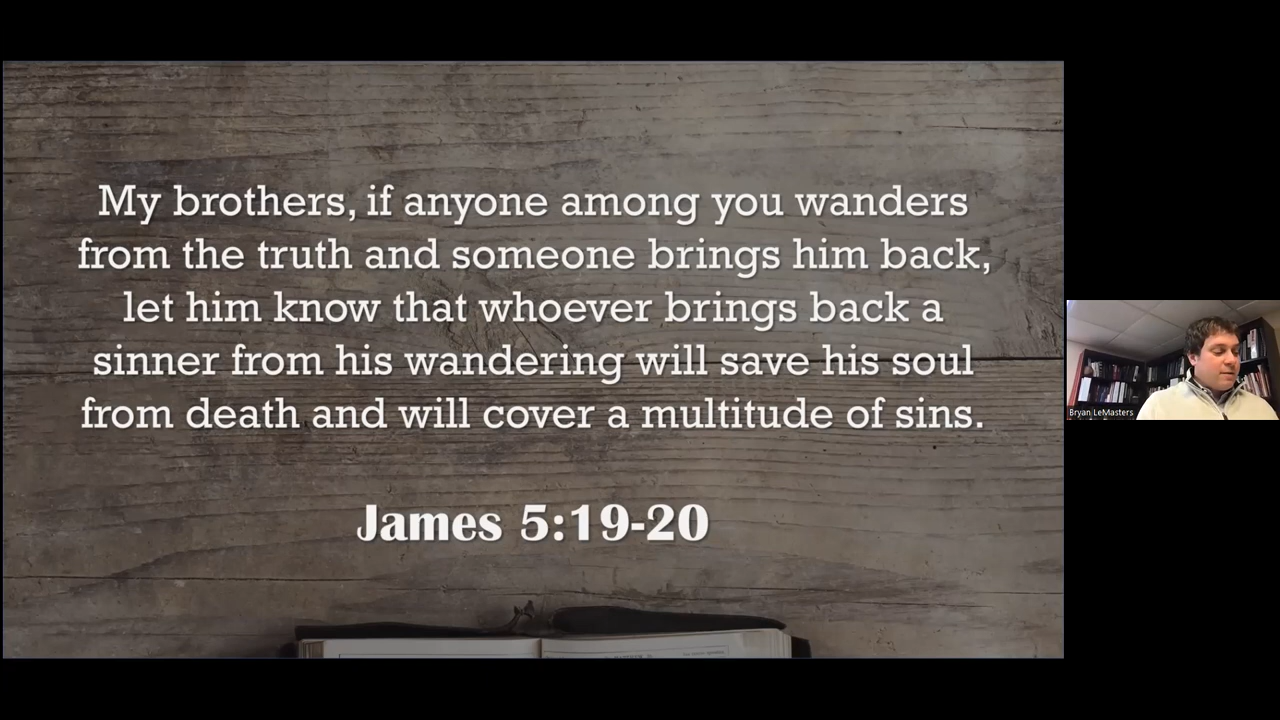 My brothers, if anyone among you wanders
from the truth and someone brings him back,
let him know that whoever brings back a
sinner from his wandering will save his soul
from death and will cover a multitude of sins.
James 5:19-20
Bryan LeMasters